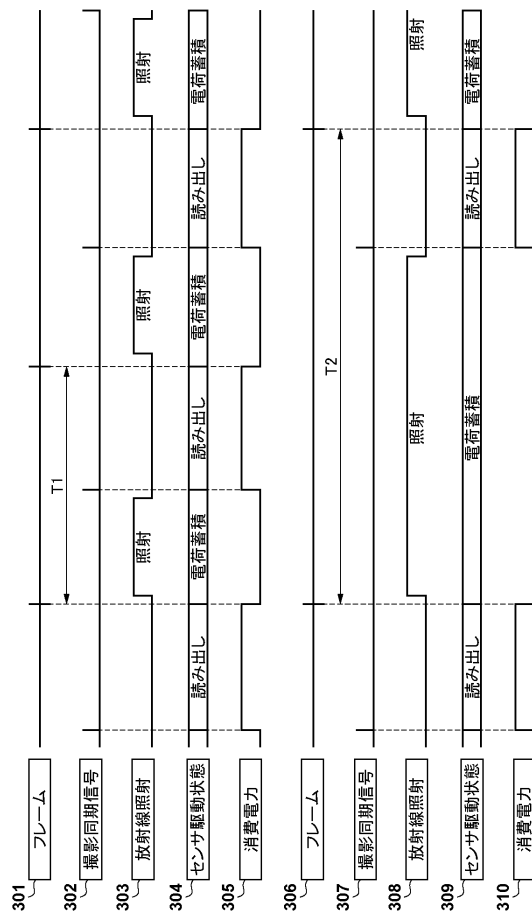 301 フレーム
T1
302 撮影同期信号
303 放射線照射 照射 照射 照射
304 センサ駆動状態 読み出し 電荷蓄積 読み出し 電荷蓄積 読み出し 電荷蓄積
305 消費電力
306 フレーム
T2
307 撮影同期信号
308 放射線照射 照射 照射
309 センサ駆動状態 読み出し 電荷蓄積 読み出し 電荷蓄積
310 消費電力